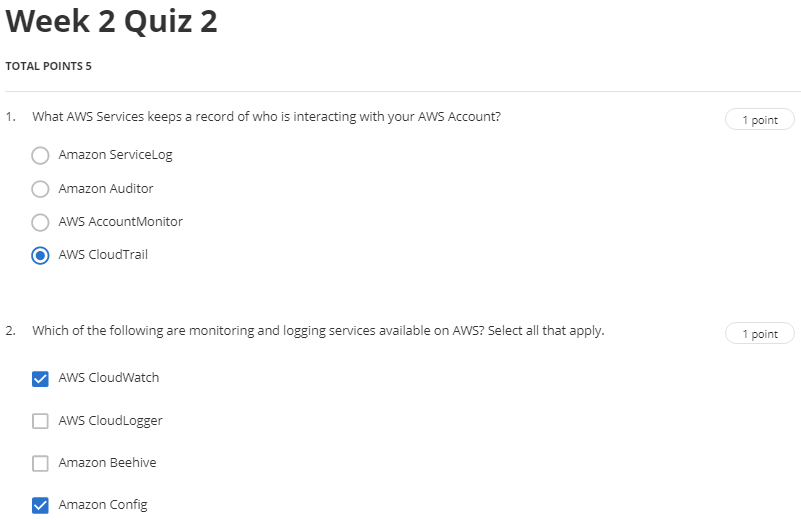 Week 2 Quiz 2
TOTAL POINTS 5
1. What AWS Services keeps a record of who is interacting with your AWS Account?
1 point
Amazon ServiceLog
Amazon Auditor
AWS AccountMonitor
AWS CloudTrail
2. Which of the following are monitoring and logging services available on AWS? Select all that apply.
1 point
AWS CloudWatch
AWS CloudLogger
Amazon Beehive
Amazon Config